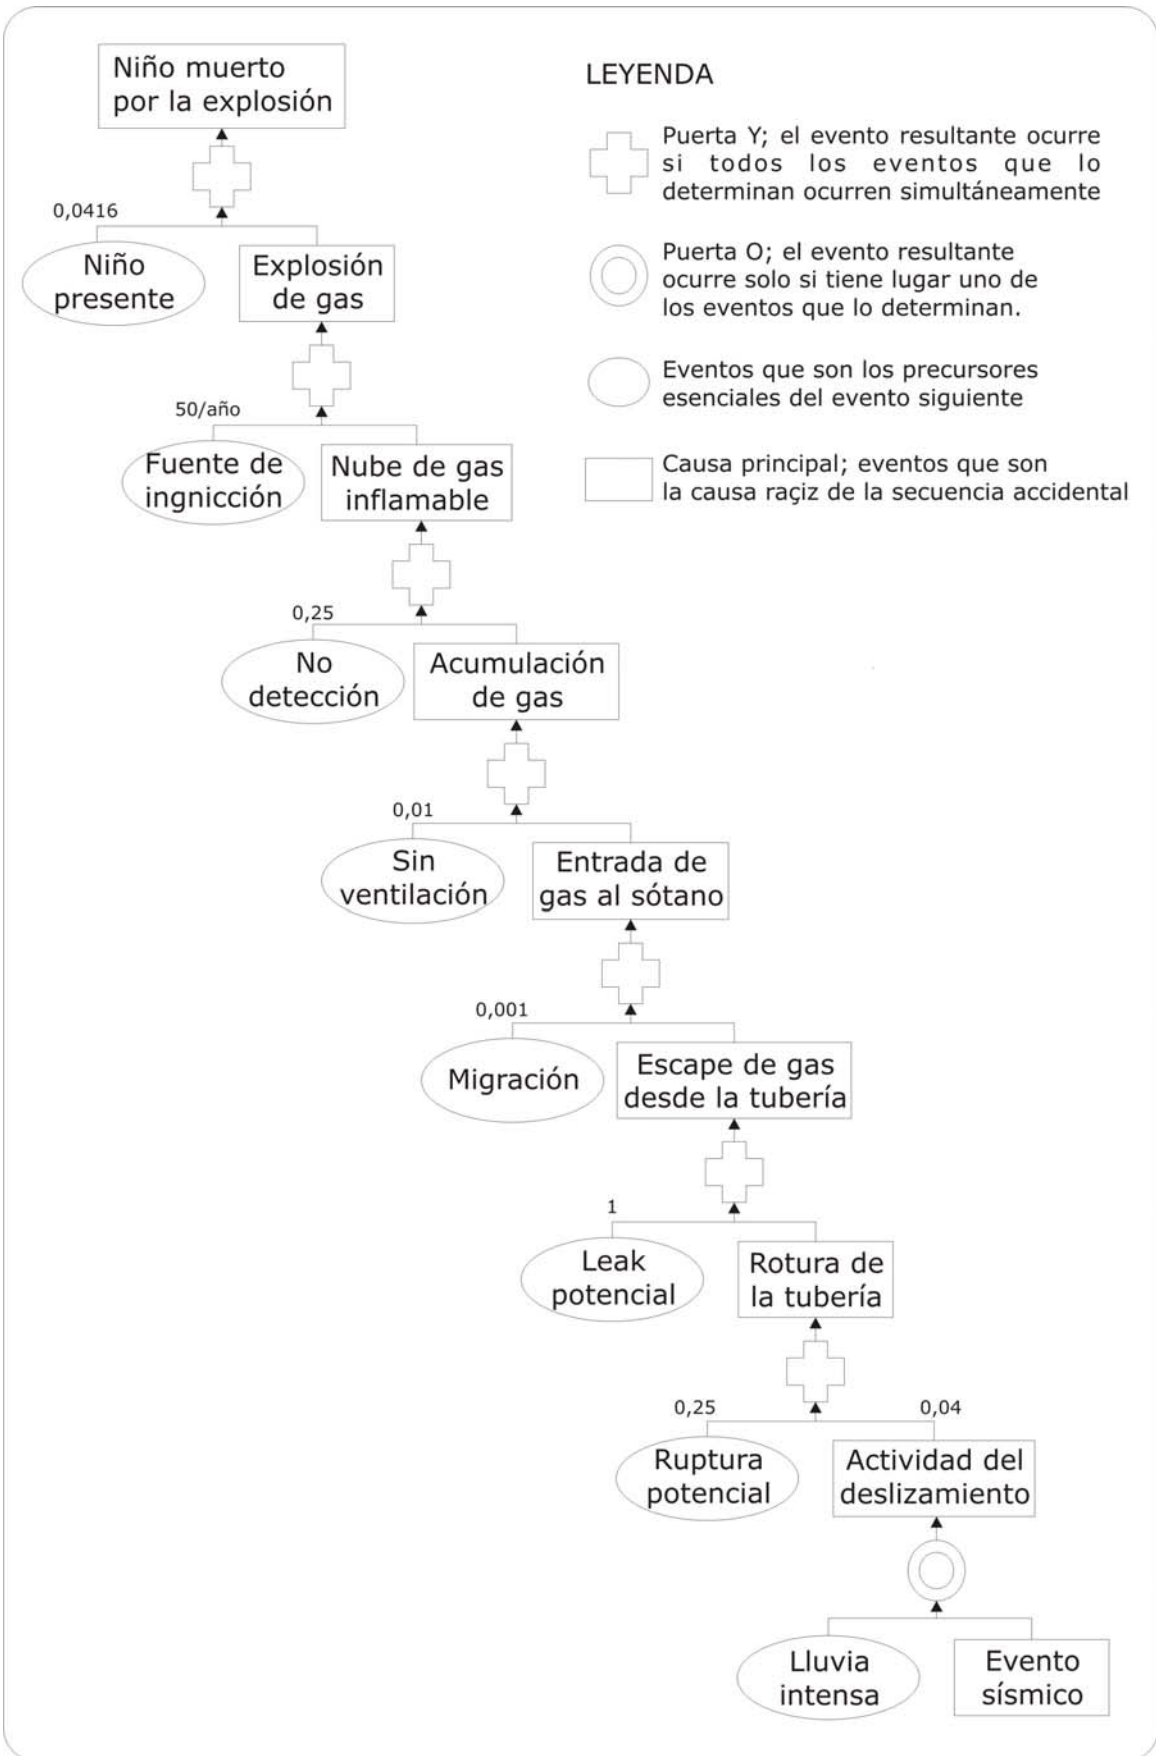 Niño muerto
por la explosión
LEYENDA
Puerta Y; el evento resultante ocurre
si todos los eventos que lo
determinan ocurren simultáneamente
Puerta O; el evento resultante
ocurre solo si tiene lugar uno de
los eventos que lo determinan.
Eventos que son los precursores
esenciales del evento siguiente
Causa principal; eventos que son
la causa raçiz de la secuencia accidental
0,0416
Niño
presente
Explosión
de gas
50/año
Fuente de
ingnicción
Nube de gas
inflamable
0,25
No
detección
Acumulación
de gas
0,01
Sin
ventilación
Entrada de
gas al sótano
0,001
Migración
Escape de gas
desde la tubería
1
Leak
potencial
Rotura de
la tubería
0,25
Ruptura
potencial
0,04
Actividad del
deslizamiento
Lluvia
intensa
Evento
sísmico